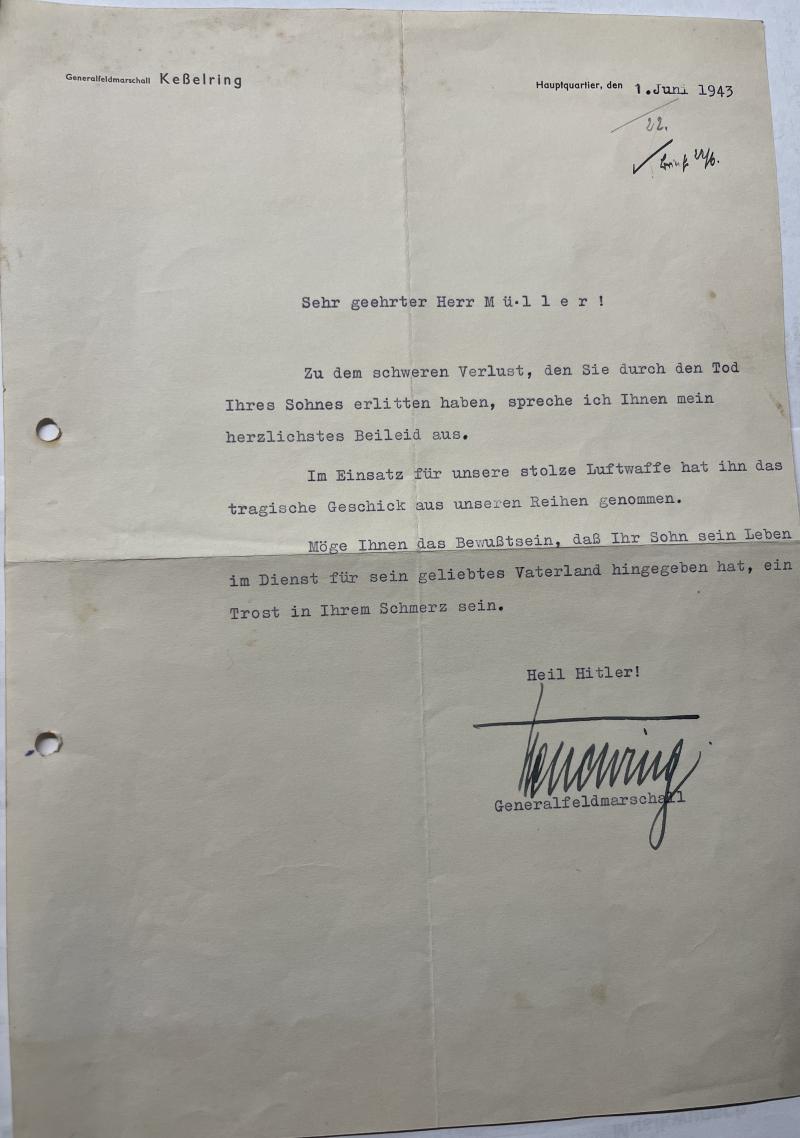 Generalfeldmarschall Keßelring
Hauptquartier, den 1.Juni 1943
22.
22/6.
Sehr geehrter Herr M ü l l e r !
Zu dem schweren Verlust, den Sie durch den Tod
Ihres Sohnes erlitten haben, spreche ich Ihnen mein
herzlichstes Beileid aus.
Im Einsatz für unsere stolze Luftwaffe hat ihn das
tragische Geschick aus unseren Reihen genommen.
Möge Ihnen das Bewußtsein, daß Ihr Sohn sein Leben
im Dienst für sein geliebtes Vaterland hingegeben hat, ein
Trost in Ihrem Schmerz sein.
Heil Hitler!
Kesselring
Generalfeldmarschall